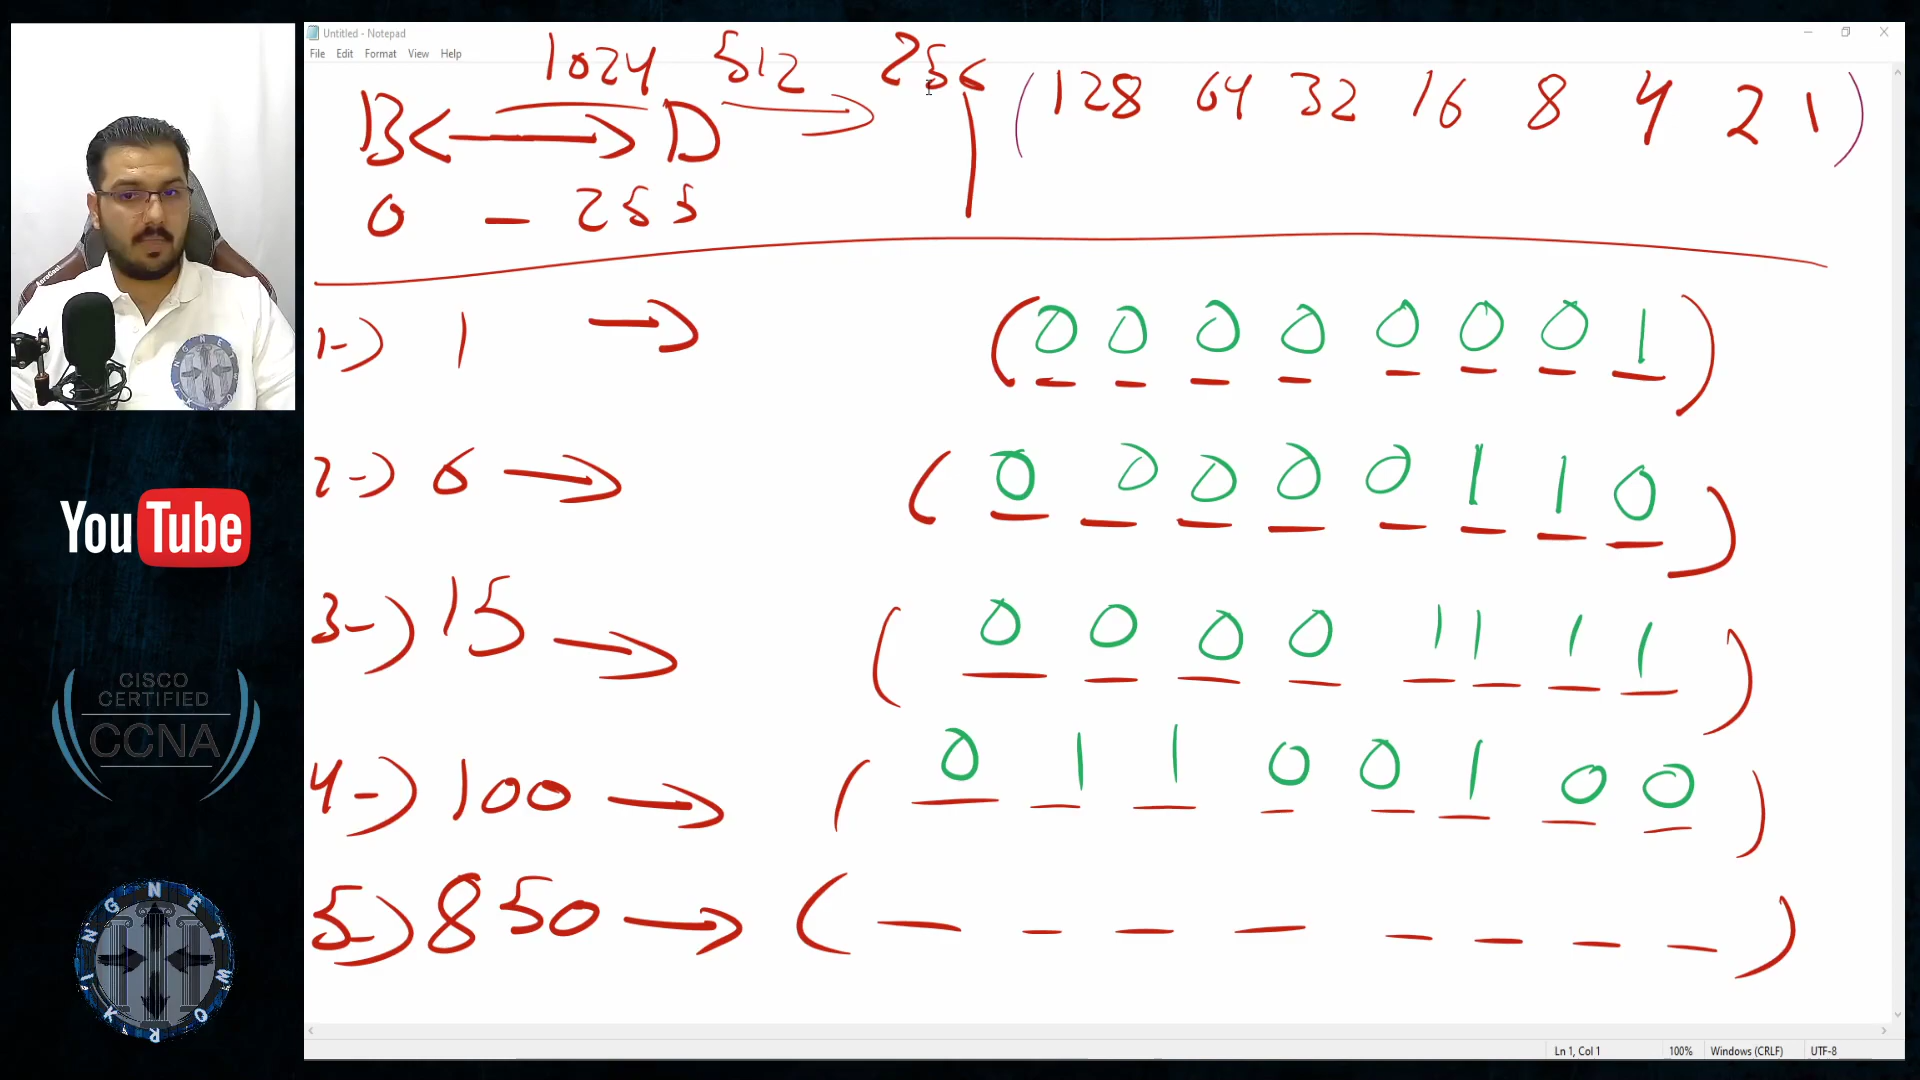 Untitled - Notepad
File Edit Format View Help
1024 512 256 (128 64 32 16 8 4 2 1)
B <-> D
0 - 255
1-) 1 → (0 0 0 0 0 0 0 1)
2-) 6 → (0 0 0 0 0 1 1 0)
3-) 15 → (0 0 0 0 1 1 1 1)
4-) 100 → (0 1 1 0 0 1 0 0)
5-) 850 → (_ _ _ _ _ _ _ _)
YouTube
CISCO
CERTIFIED
CCNA
NETWORKING
Ln 1, Col 1 100% Windows (CRLF) UTF-8